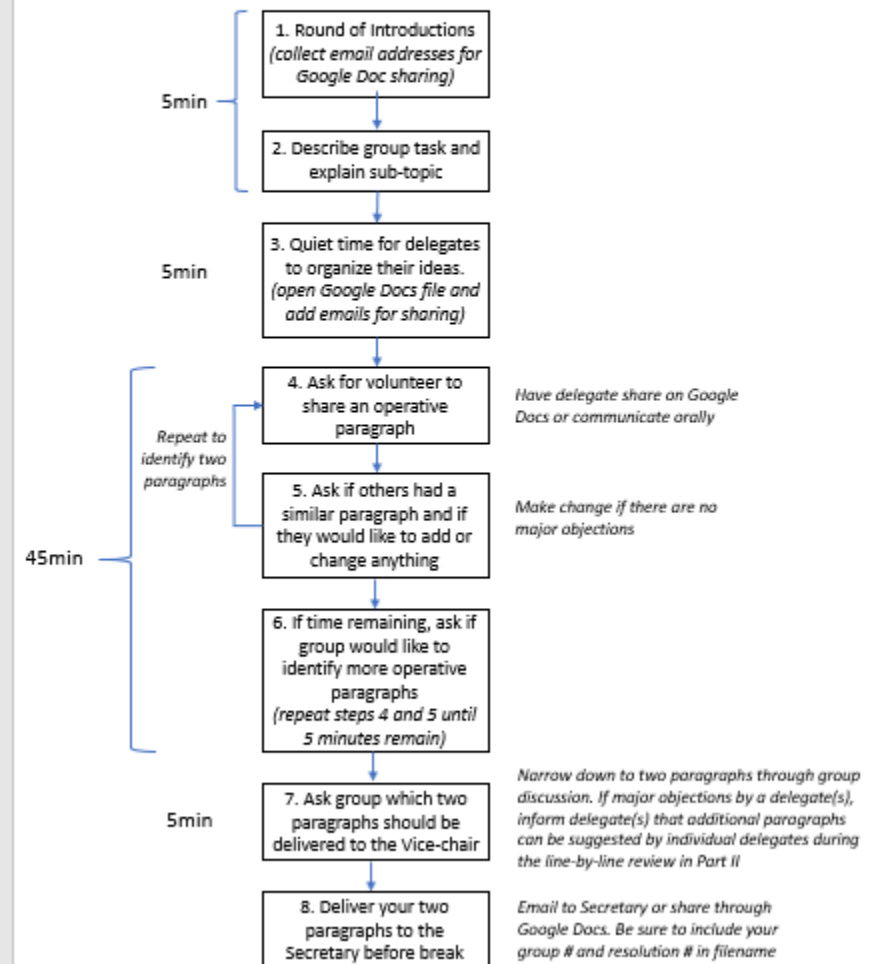 1. Round of Introductions
(collect email addresses for
Google Doc sharing)
5min
2. Describe group task and
explain sub-topic
3. Quiet time for delegates
to organize their ideas.
(open Google Docs file and
add emails for sharing)
5min
4. Ask for volunteer to
share an operative
paragraph
Have delegate share on Google
Docs or communicate orally
Repeat to
identify two
paragraphs
5. Ask if others had a
similar paragraph and if
they would like to add or
change anything
Make change if there are no
major objections
45min
6. If time remaining, ask if
group would like to
identify more operative
paragraphs
(repeat steps 4 and 5 until
5 minutes remain)
7. Ask group which two
paragraphs should be
delivered to the Vice-chair
5min
Narrow down to two paragraphs through group
discussion. If major objections by a delegate(s),
inform delegate(s) that additional paragraphs
can be suggested by individual delegates during
the line-by-line review in Part II
8. Deliver your two
paragraphs to the
Secretary before break
Email to Secretary or share through
Google Docs. Be sure to include your
group # and resolution # in filename